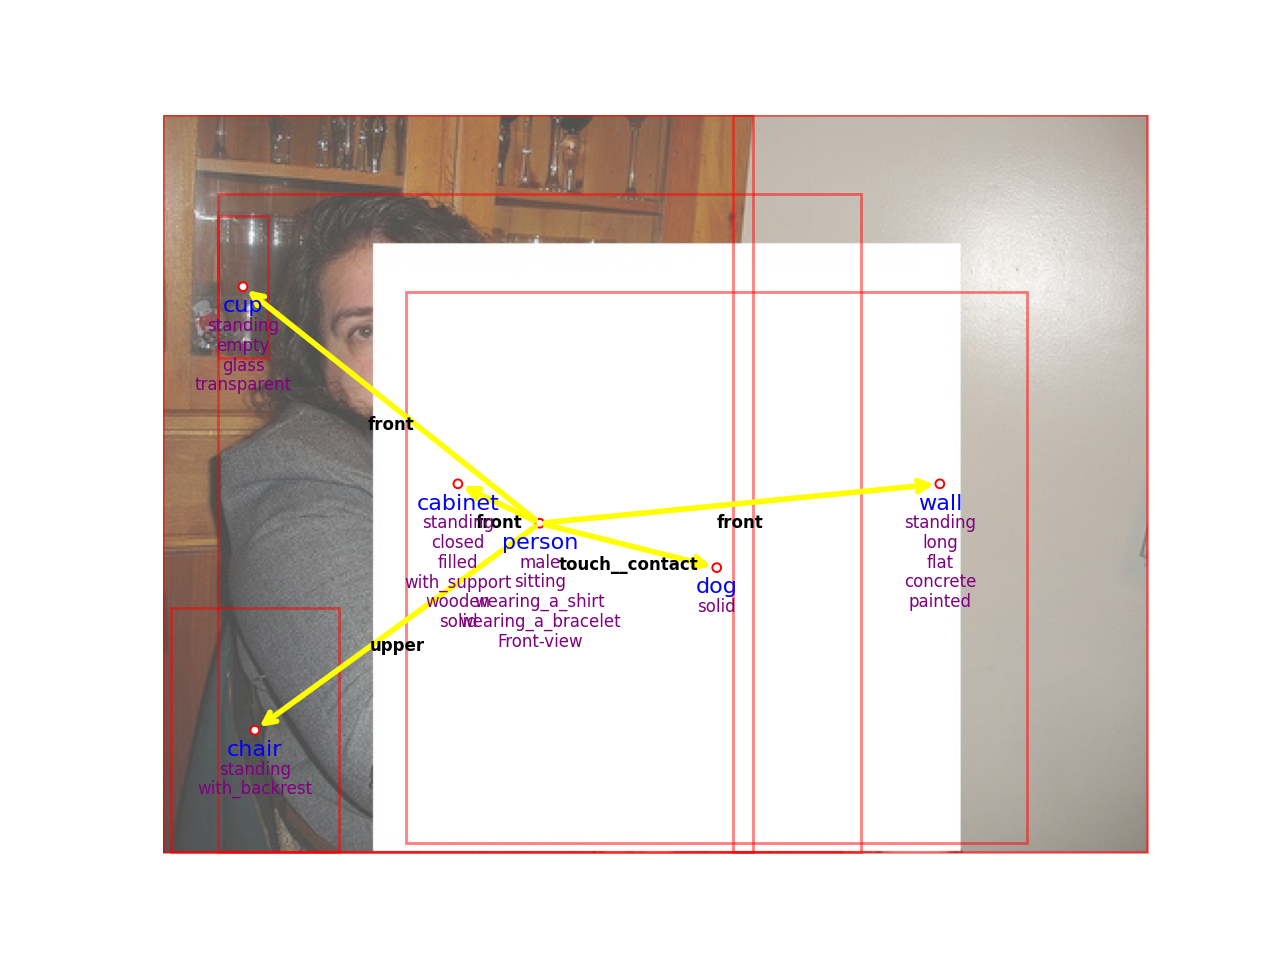 cup
standing
empty
glass
transparent
front
cabinet
standing
closed
filled
with_support
wooden
solid
front
person
male
sitting
wearing_a_shirt
wearing_a_bracelet
Front-view
touch__contact
dog
solid
front
wall
standing
long
flat
concrete
painted
upper
chair
standing
with_backrest